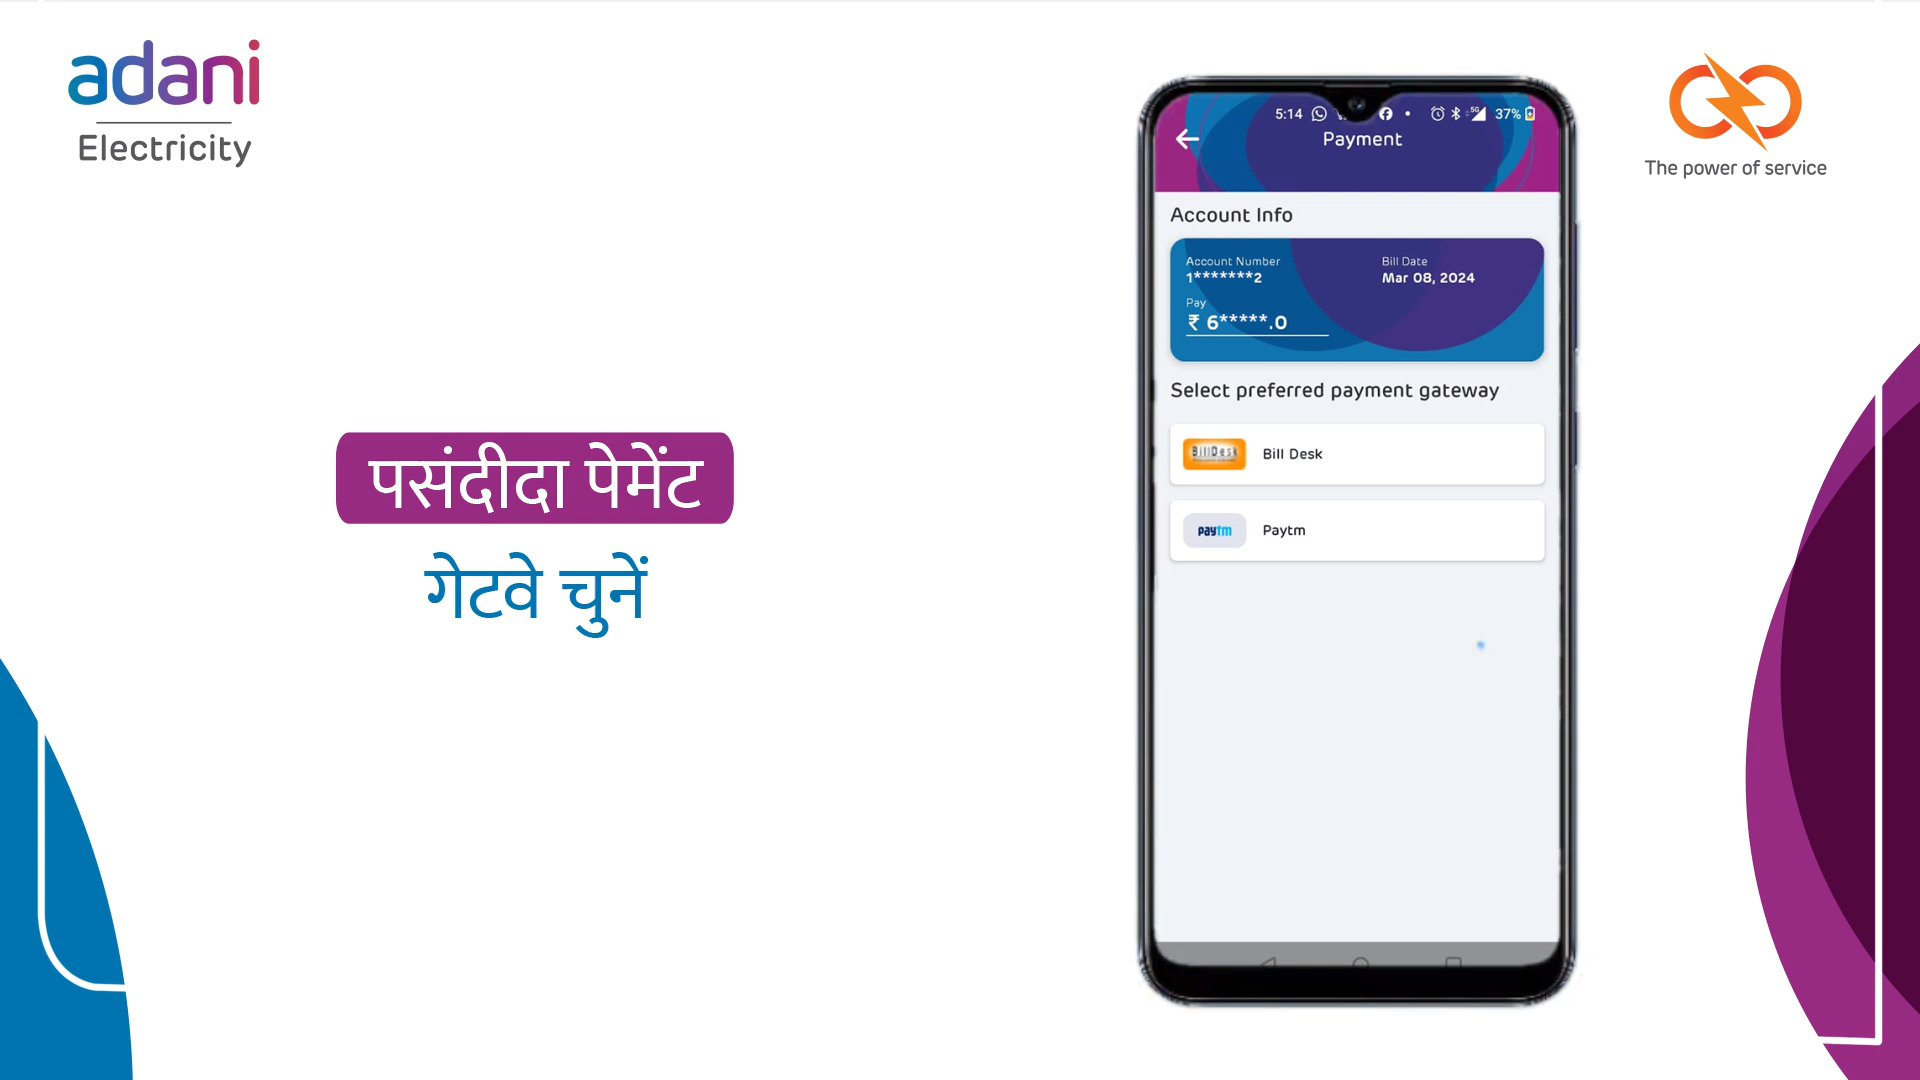 adani
Electricity
The power of service
पसंदीदा पेमेंट
गेटवे चुनें
5:14 5G 37%
Payment
Account Info
Account Number Bill Date
1*******2 Mar 08, 2024
Pay
₹ 6*****.0
Select preferred payment gateway
BillDesk Bill Desk
paytm Paytm